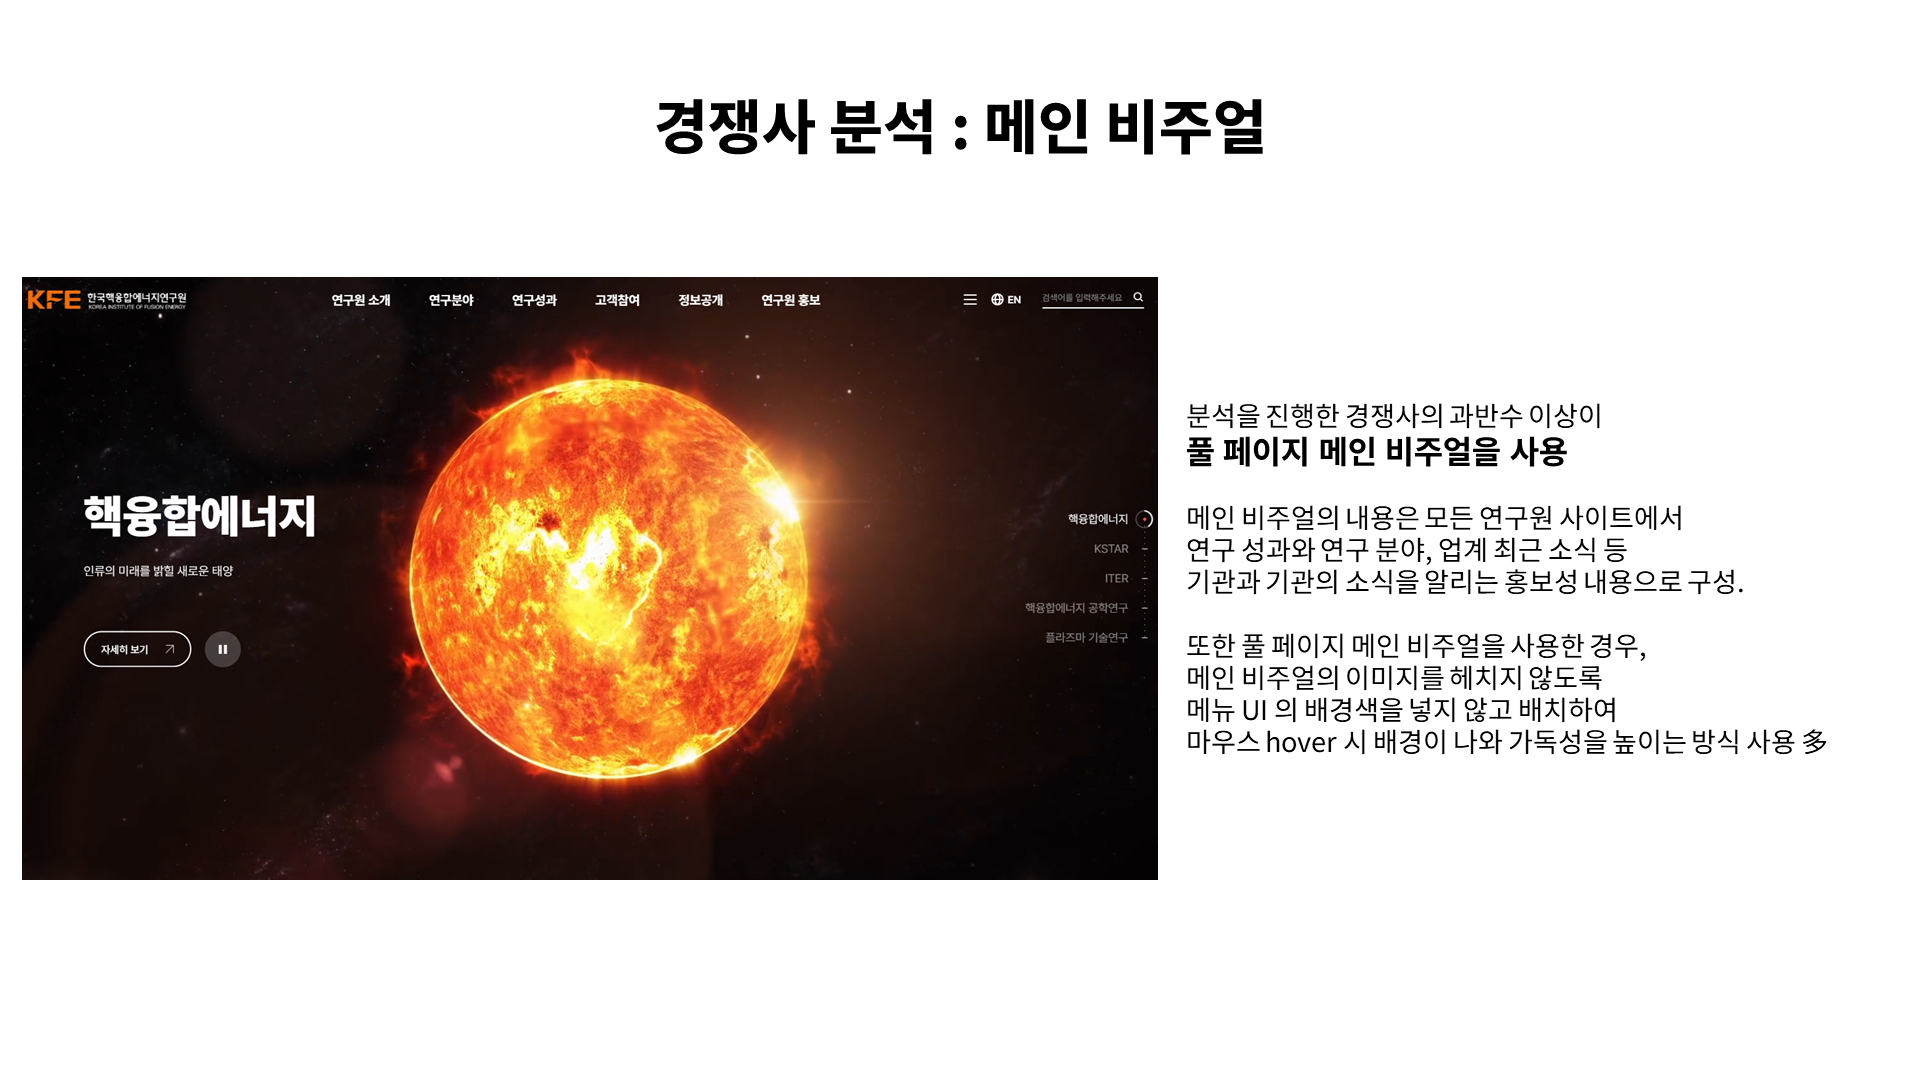 경쟁사 분석 : 메인 비주얼
KFE 한국핵융합에너지연구원
KOREA INSTITUTE OF FUSION ENERGY
연구원 소개 연구분야 연구성과 고객참여 정보공개 연구원 홍보
EN 검색어를 입력해주세요
핵융합에너지
인류의 미래를 밝힐 새로운 태양
자세히 보기
핵융합에너지
KSTAR
ITER
핵융합에너지 공학연구
플라즈마 기술연구
분석을 진행한 경쟁사의 과반수 이상이
풀 페이지 메인 비주얼을 사용
메인 비주얼의 내용은 모든 연구원 사이트에서
연구 성과와 연구 분야, 업계 최근 소식 등
기관과 기관의 소식을 알리는 홍보성 내용으로 구성.
또한 풀 페이지 메인 비주얼을 사용한 경우,
메인 비주얼의 이미지를 헤치지 않도록
메뉴 UI 의 배경색을 넣지 않고 배치하여
마우스 hover 시 배경이 나와 가독성을 높이는 방식 사용 多